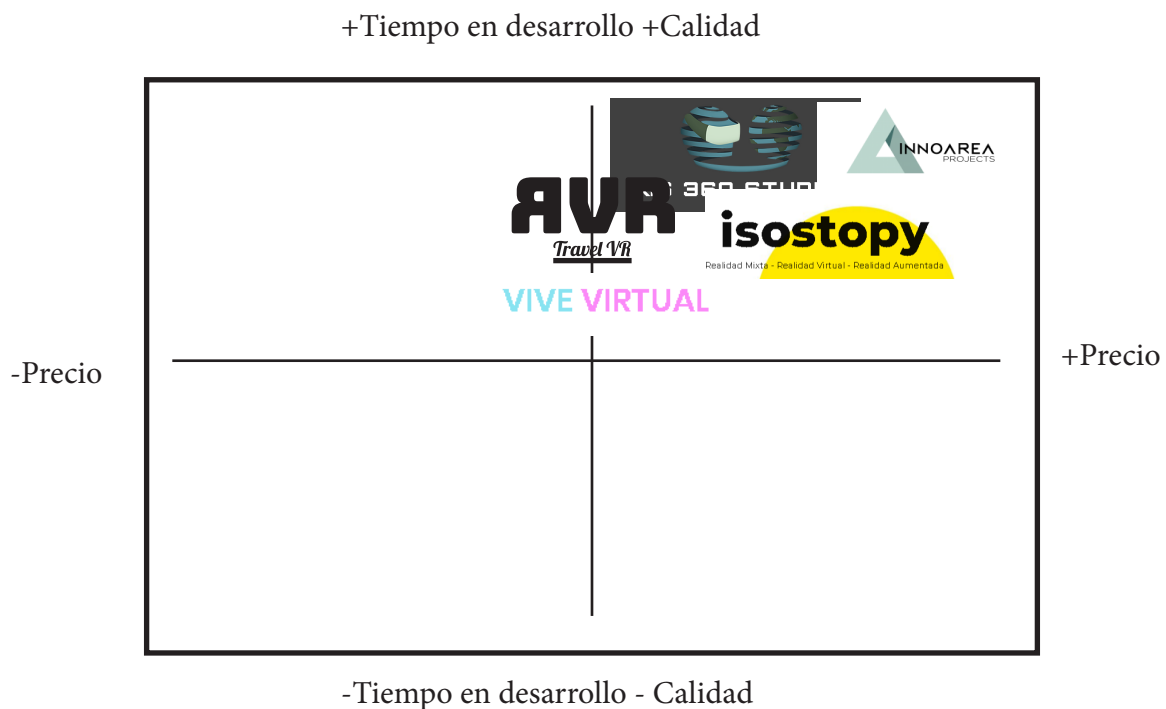 +Tiempo en desarrollo +Calidad
INNOAREA
PROJECTS
360
RVR
Travel VR
isostopy
Realidad Mixta - Realidad Virtual - Realidad Aumentada
VIVE VIRTUAL
-Precio
+Precio
-Tiempo en desarrollo - Calidad